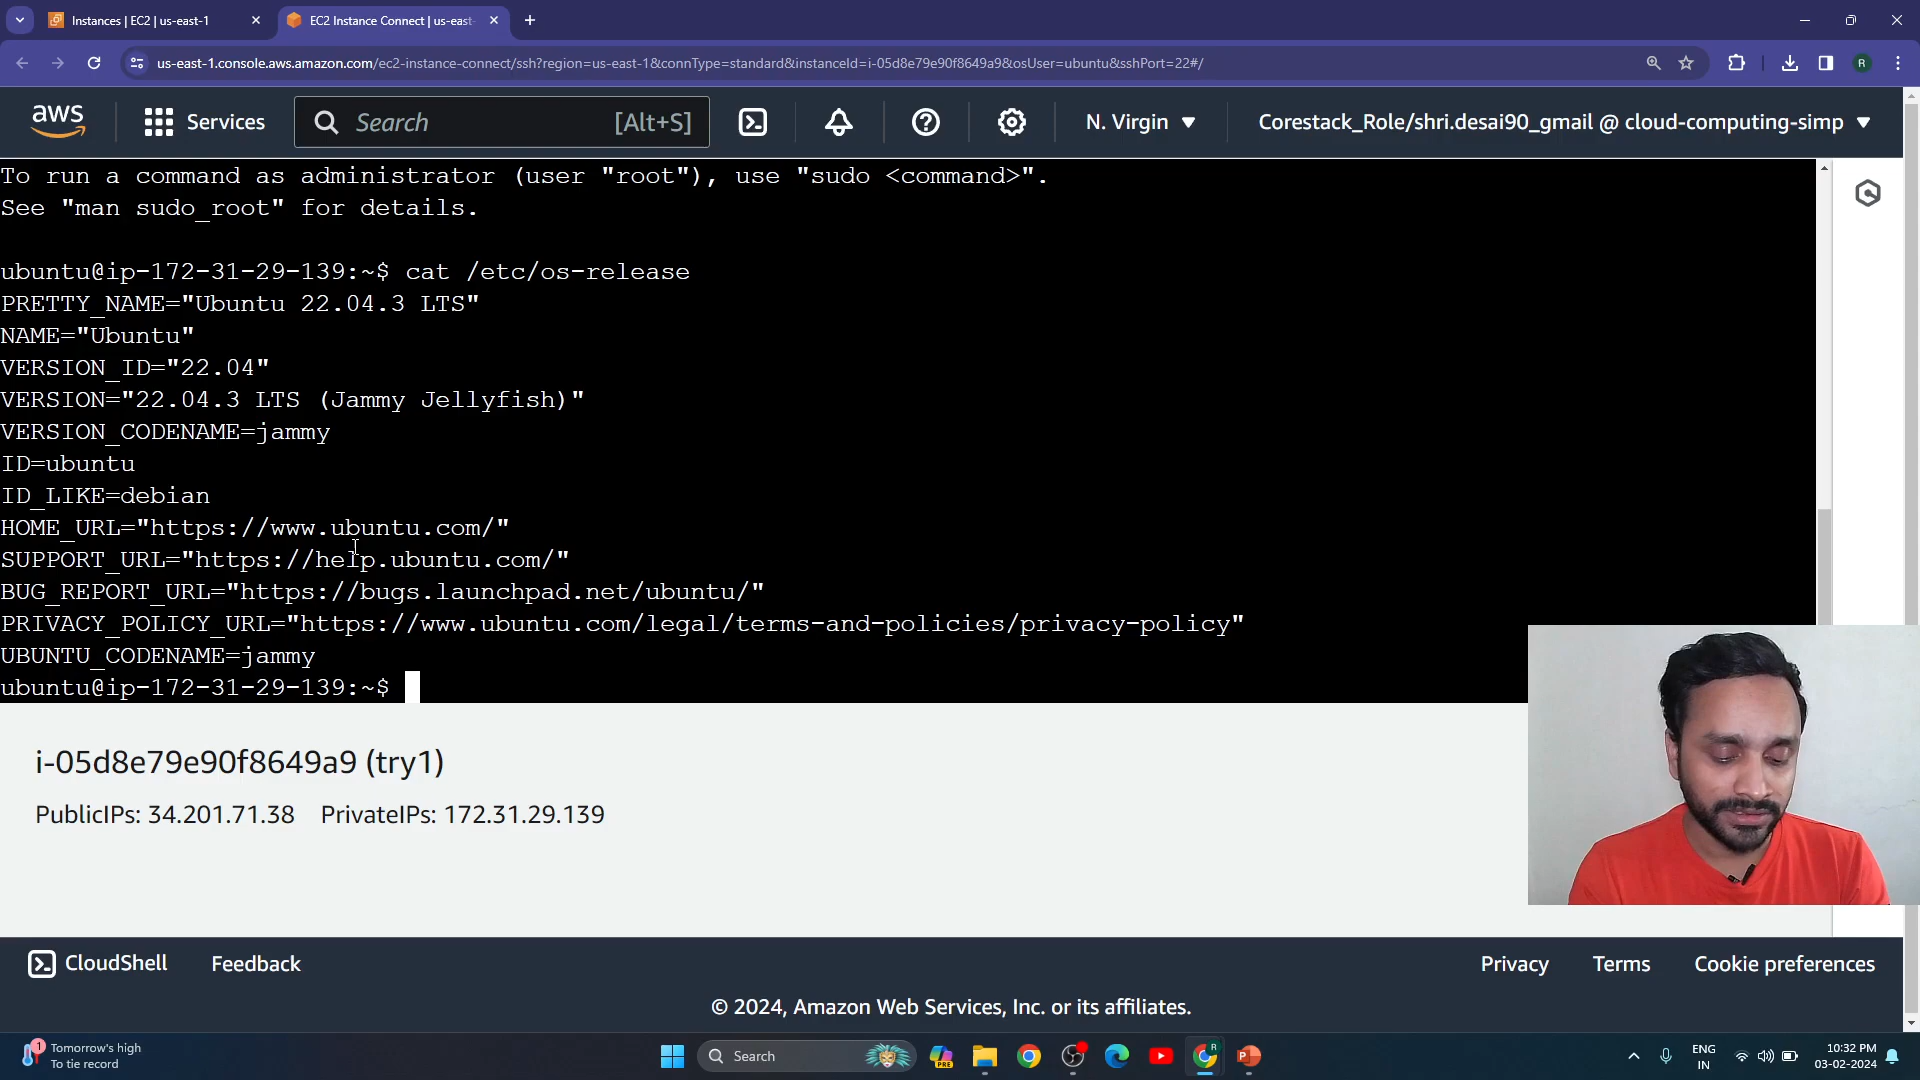 Instances | EC2 | us-east-1
EC2 Instance Connect | us-east-
us-east-1.console.aws.amazon.com/ec2-instance-connect/ssh?region=us-east-1&connType=standard&instanceId=i-05d8e79e90f8649a9&osUser=ubuntu&sshPort=22#/
R
aws
Services
Search [Alt+S]
N. Virgin
Corestack_Role/shri.desai90_gmail @ cloud-computing-simp
To run a command as administrator (user "root"), use "sudo <command>".
See "man sudo_root" for details.
ubuntu@ip-172-31-29-139:~$ cat /etc/os-release
PRETTY_NAME="Ubuntu 22.04.3 LTS"
NAME="Ubuntu"
VERSION_ID="22.04"
VERSION="22.04.3 LTS (Jammy Jellyfish)"
VERSION_CODENAME=jammy
ID=ubuntu
ID_LIKE=debian
HOME_URL="https://www.ubuntu.com/"
SUPPORT_URL="https://help.ubuntu.com/"
BUG_REPORT_URL="https://bugs.launchpad.net/ubuntu/"
PRIVACY_POLICY_URL="https://www.ubuntu.com/legal/terms-and-policies/privacy-policy"
UBUNTU_CODENAME=jammy
ubuntu@ip-172-31-29-139:~$
i-05d8e79e90f8649a9 (try1)
PublicIPs: 34.201.71.38 PrivateIPs: 172.31.29.139
CloudShell
Feedback
Privacy
Terms
Cookie preferences
© 2024, Amazon Web Services, Inc. or its affiliates.
1
Tomorrow's high
To tie record
Search
PRE
R
P
ENG
IN
10:32 PM
03-02-2024